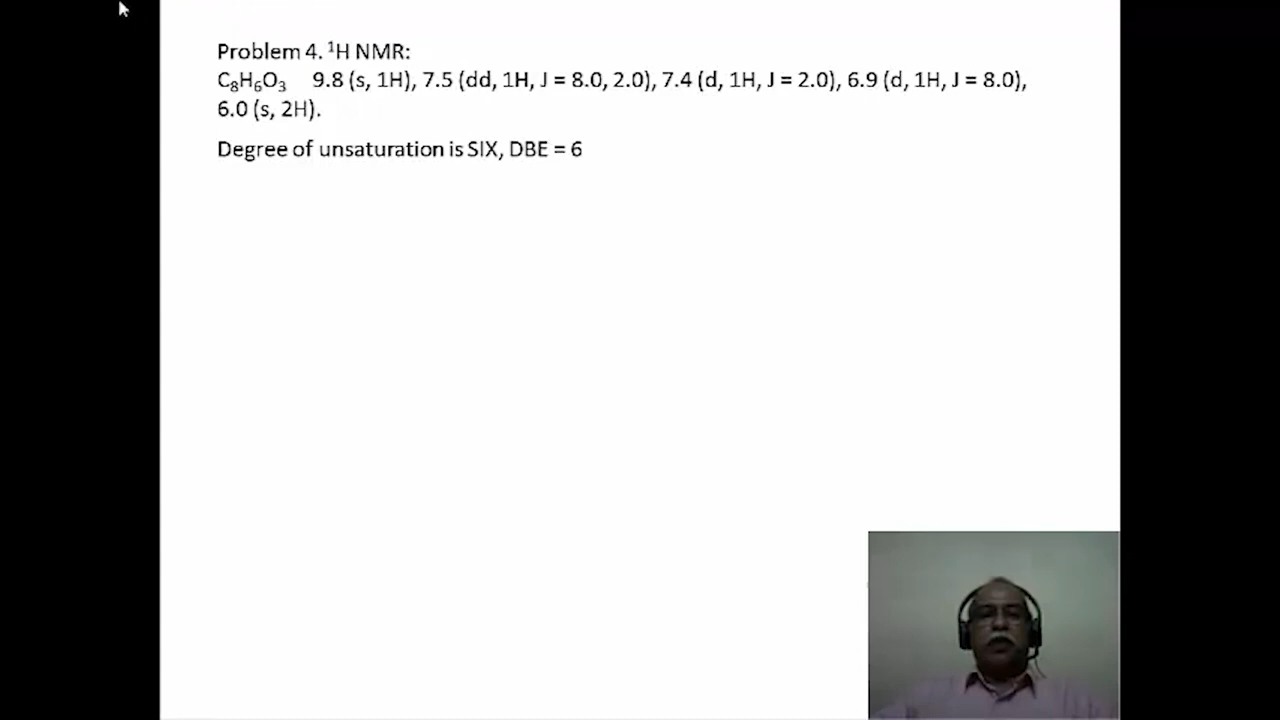 Problem 4. ¹H NMR:
C₈H₆O₃ 9.8 (s, 1H), 7.5 (dd, 1H, J = 8.0, 2.0), 7.4 (d, 1H, J = 2.0), 6.9 (d, 1H, J = 8.0),
6.0 (s, 2H).
Degree of unsaturation is SIX, DBE = 6